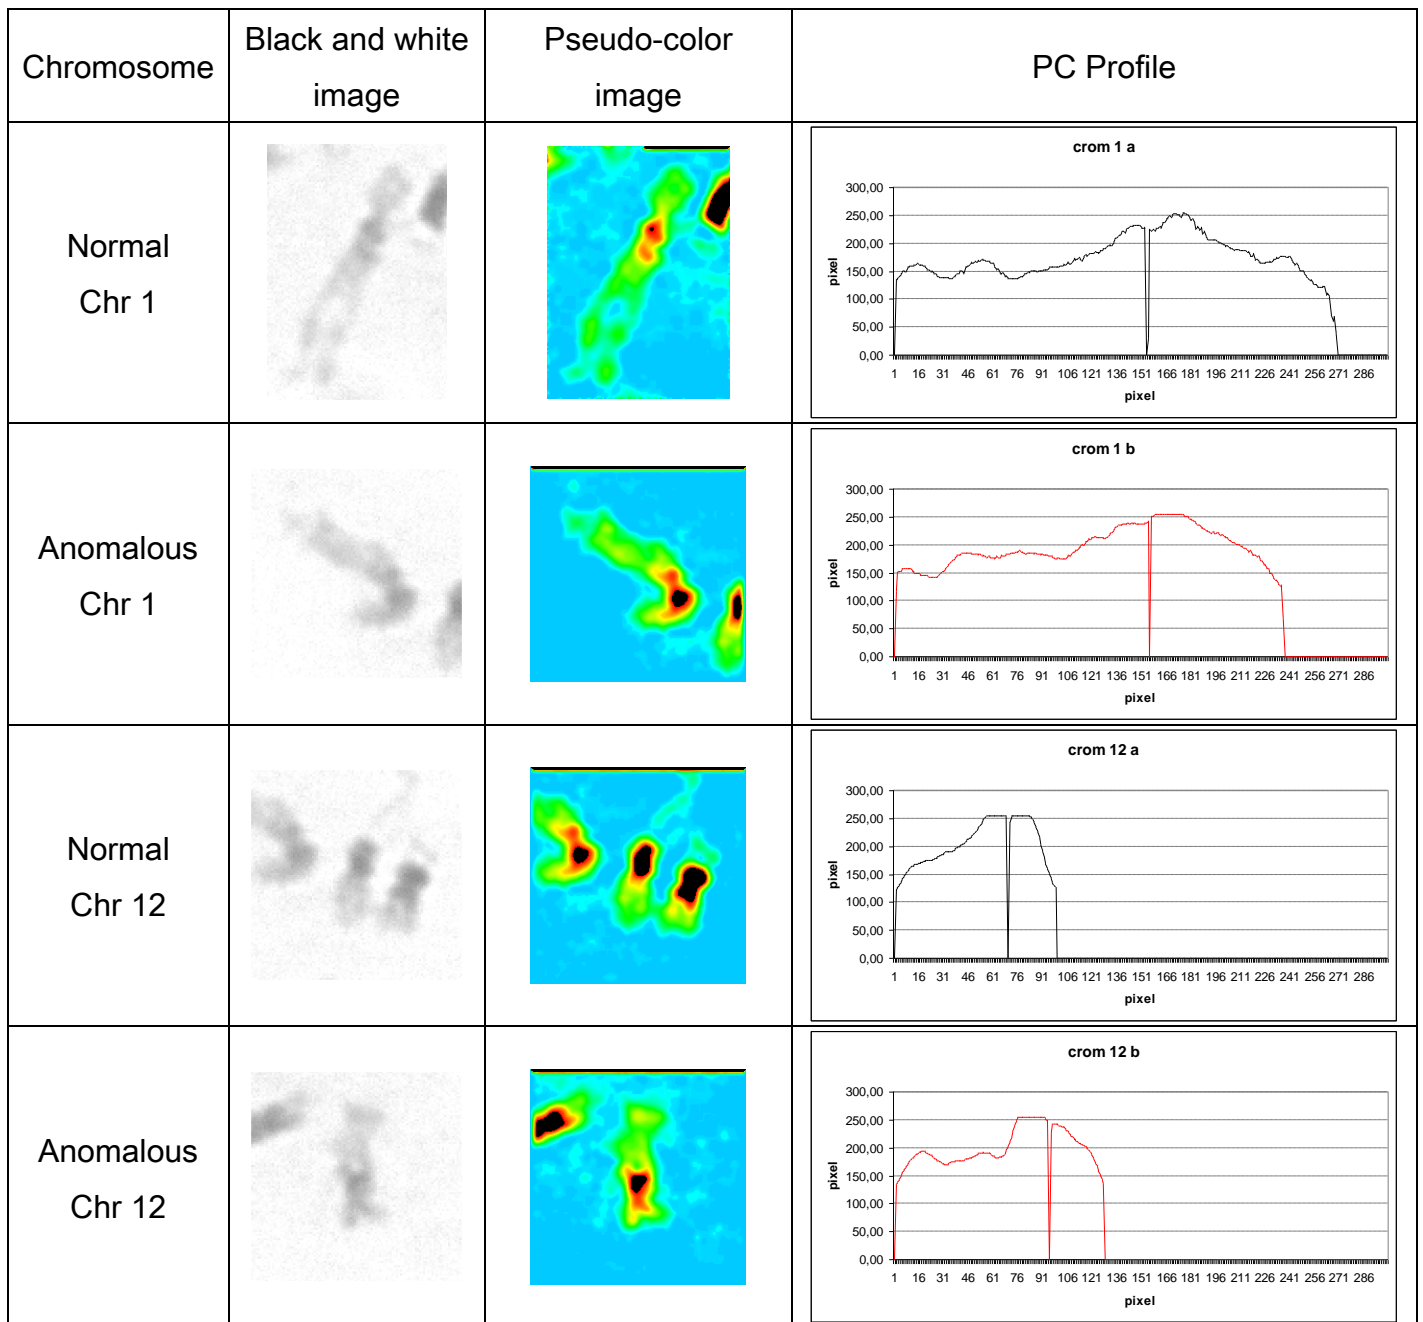 Chromosome
Black and white
image
Pseudo-color
image
PC Profile
Normal
Chr 1
crom 1 a
300,00
250,00
200,00
150,00
100,00
50,00
0,00
pixel
1 16 31 46 61 76 91 106 121 136 151 166 181 196 211 226 241 256 271 286
pixel
Anomalous
Chr 1
crom 1 b
300,00
250,00
200,00
150,00
100,00
50,00
0,00
pixel
1 16 31 46 61 76 91 106 121 136 151 166 181 196 211 226 241 256 271 286
pixel
Normal
Chr 12
crom 12 a
300,00
250,00
200,00
150,00
100,00
50,00
0,00
pixel
1 16 31 46 61 76 91 106 121 136 151 166 181 196 211 226 241 256 271 286
pixel
Anomalous
Chr 12
crom 12 b
300,00
250,00
200,00
150,00
100,00
50,00
0,00
pixel
1 16 31 46 61 76 91 106 121 136 151 166 181 196 211 226 241 256 271 286
pixel